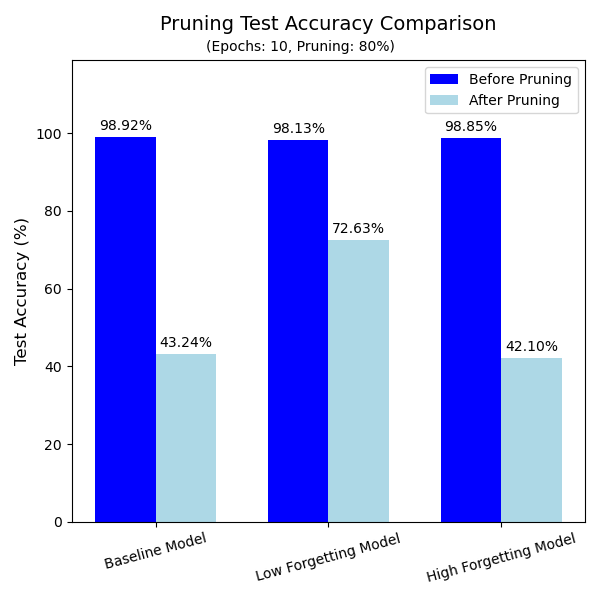 Pruning Test Accuracy Comparison
(Epochs: 10, Pruning: 80%)
Before Pruning
After Pruning
98.92%
98.13%
98.85%
72.63%
43.24%
42.10%
Test Accuracy (%)
100
80
60
40
20
0
Baseline Model
Low Forgetting Model
High Forgetting Model